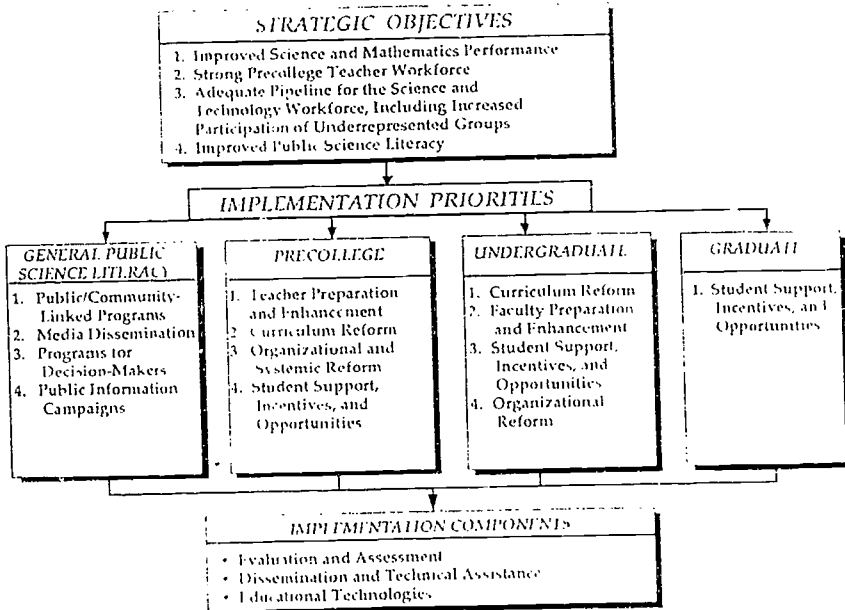 STRATEGIC OBJECTIVES
1. Improved Science and Mathematics Performance
2. Strong Precollege Teacher Workforce
3. Adequate Pipeline for the Science and
Technology Workforce, Including Increased
Participation of Underrepresented Groups
4. Improved Public Science Literacy
IMPLEMENTATION PRIORITIES
GENERAL PUBLIC
SCIENCE LITERACY
1. Public/Community-
Linked Programs
2. Media Dissemination
3. Programs for
Decision-Makers
4. Public Information
Campaigns
PRECOLLEGE
1. Teacher Preparation
and Enhancement
2 Curriculum Reform
3 Organizational and
Systemic Reform
4. Student Support,
Incentives, and
Opportunities
UNDERGRADUATE
1. Curriculum Reform
2. Faculty Preparation
and Enhancement
3. Student Support,
Incentives, and
Opportunities
4. Organizational
Reform
GRADUATE
1. Student Support,
Incentives, and
Opportunities
IMPLEMENTATION COMPONENTS
• Evaluation and Assessment
• Dissemination and Technical Assistance
• Educational Technologies